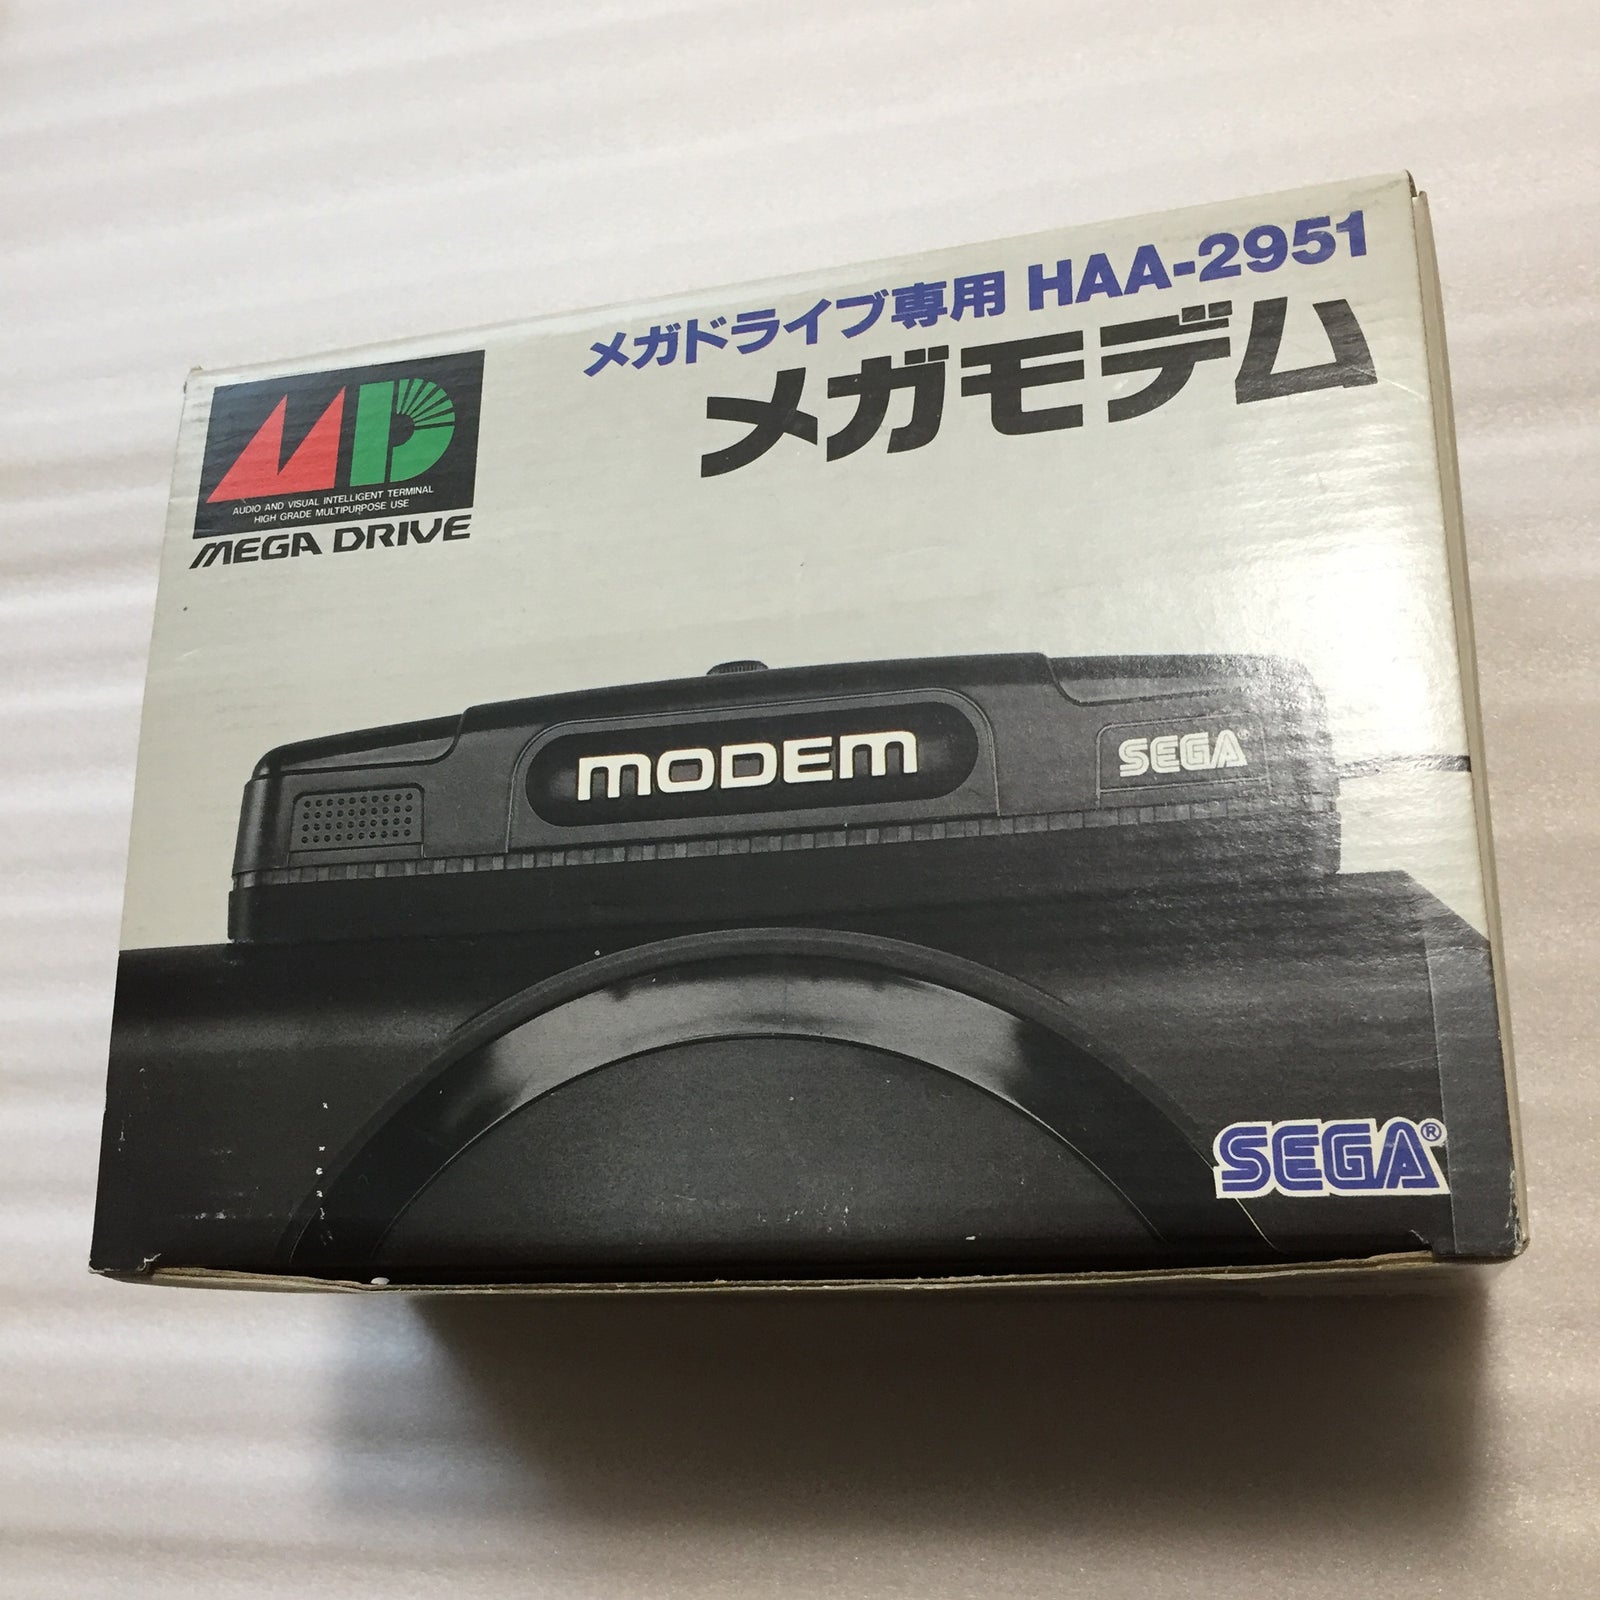 メガドライブ専用 HAA-2951
メガモデム
MD
AUDIO AND VISUAL INTELLIGENT TERMINAL
HIGH GRADE MULTIPURPOSE USE
MEGA DRIVE
MODEM
SEGA
SEGA®